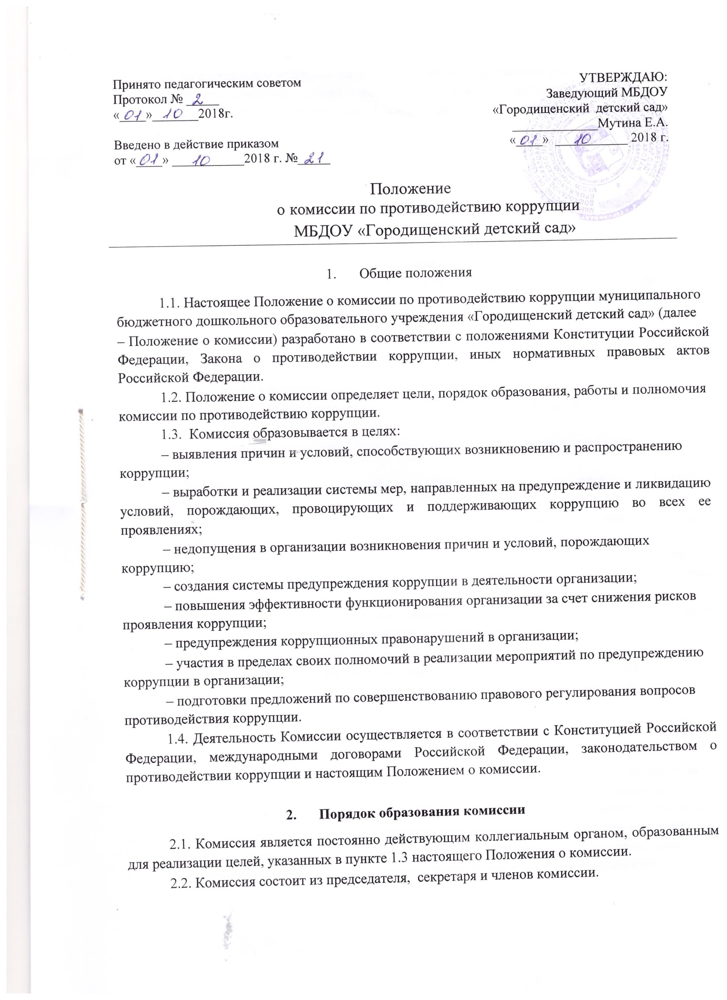 Принято педагогическим советом
Протокол № 2
«01» 10 2018г.
Введено в действие приказом
от «01» 10 2018 г. № 21
УТВЕРЖДАЮ:
Заведующий МБДОУ
«Городищенский детский сад»
Мутина Е.А.
«01» 10 2018 г.
Положение
о комиссии по противодействию коррупции
МБДОУ «Городищенский детский сад»
1. Общие положения
1.1. Настоящее Положение о комиссии по противодействию коррупции муниципального
бюджетного дошкольного образовательного учреждения «Городищенский детский сад» (далее
– Положение о комиссии) разработано в соответствии с положениями Конституции Российской
Федерации, Закона о противодействии коррупции, иных нормативных правовых актов
Российской Федерации.
1.2. Положение о комиссии определяет цели, порядок образования, работы и полномочия
комиссии по противодействию коррупции.
1.3. Комиссия образовывается в целях:
– выявления причин и условий, способствующих возникновению и распространению
коррупции;
– выработки и реализации системы мер, направленных на предупреждение и ликвидацию
условий, порождающих, провоцирующих и поддерживающих коррупцию во всех ее
проявлениях;
– недопущения в организации возникновения причин и условий, порождающих
коррупцию;
– создания системы предупреждения коррупции в деятельности организации;
– повышения эффективности функционирования организации за счет снижения рисков
проявления коррупции;
– предупреждения коррупционных правонарушений в организации;
– участия в пределах своих полномочий в реализации мероприятий по предупреждению
коррупции в организации;
– подготовки предложений по совершенствованию правового регулирования вопросов
противодействия коррупции.
1.4. Деятельность Комиссии осуществляется в соответствии с Конституцией Российской
Федерации, международными договорами Российской Федерации, законодательством о
противодействии коррупции и настоящим Положением о комиссии.
2. Порядок образования комиссии
2.1. Комиссия является постоянно действующим коллегиальным органом, образованным
для реализации целей, указанных в пункте 1.3 настоящего Положения о комиссии.
2.2. Комиссия состоит из председателя, секретаря и членов комиссии.